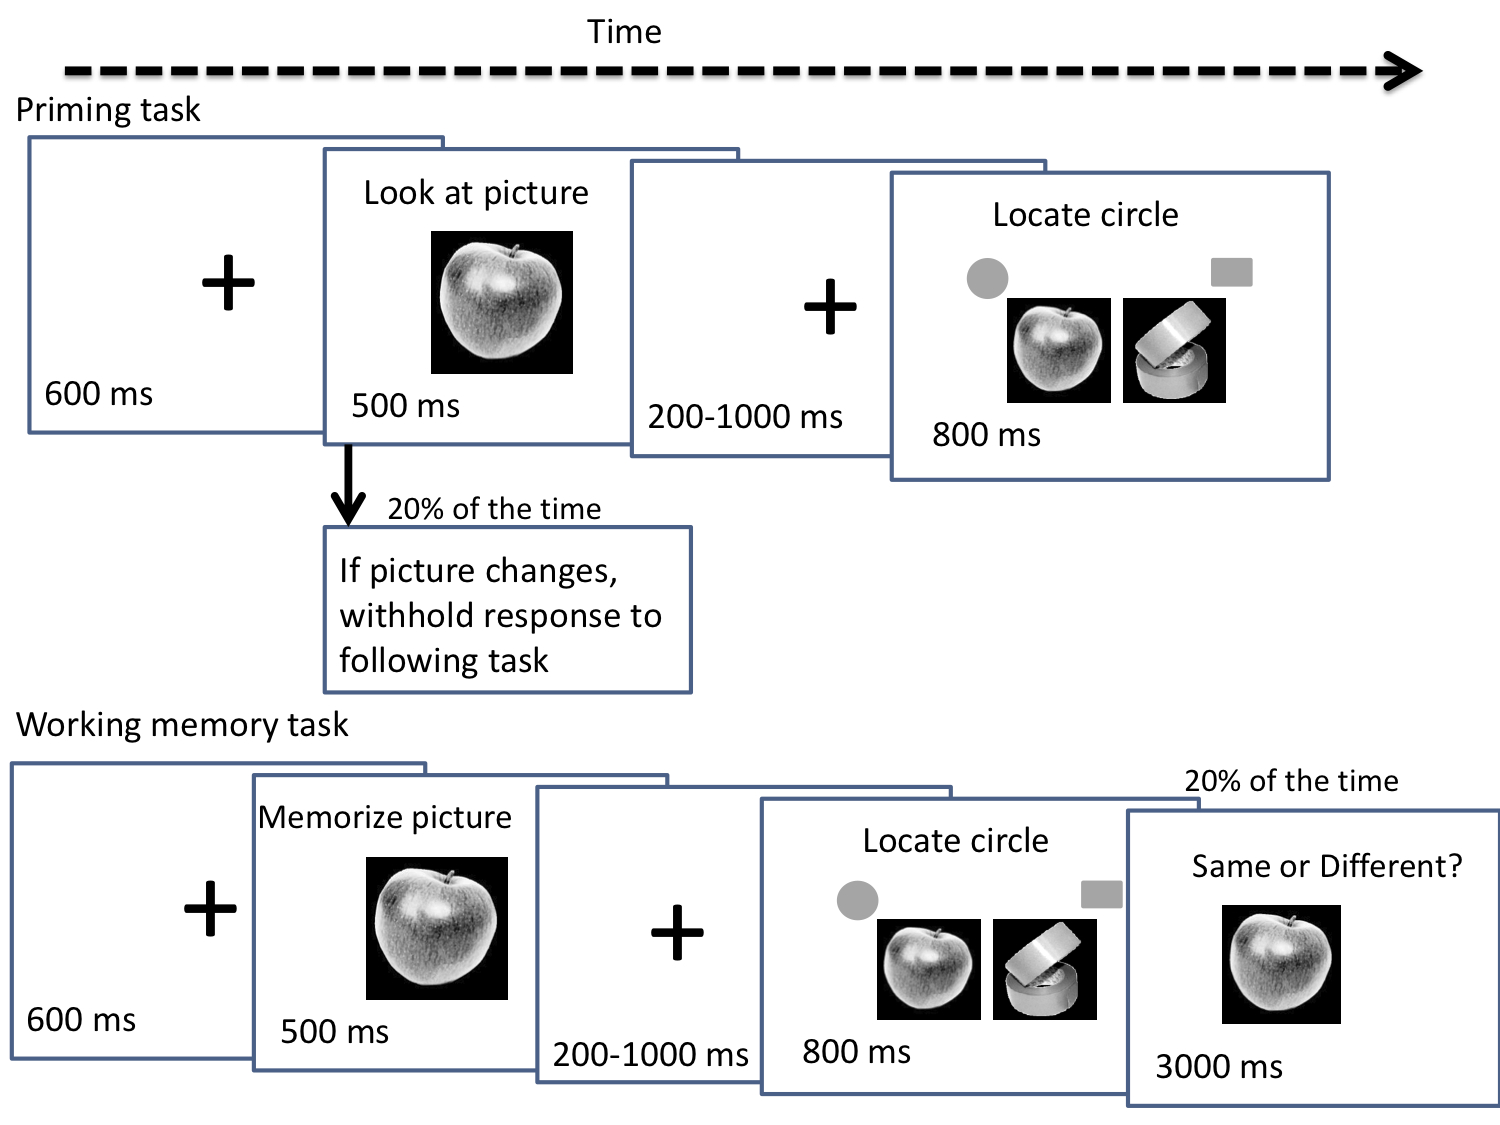 Time
Priming task
Look at picture
Locate circle
600 ms
500 ms
200-1000 ms
800 ms
20% of the time
If picture changes,
withhold response to
following task
Working memory task
20% of the time
Memorize picture
Locate circle
Same or Different?
600 ms
500 ms
200-1000 ms
800 ms
3000 ms